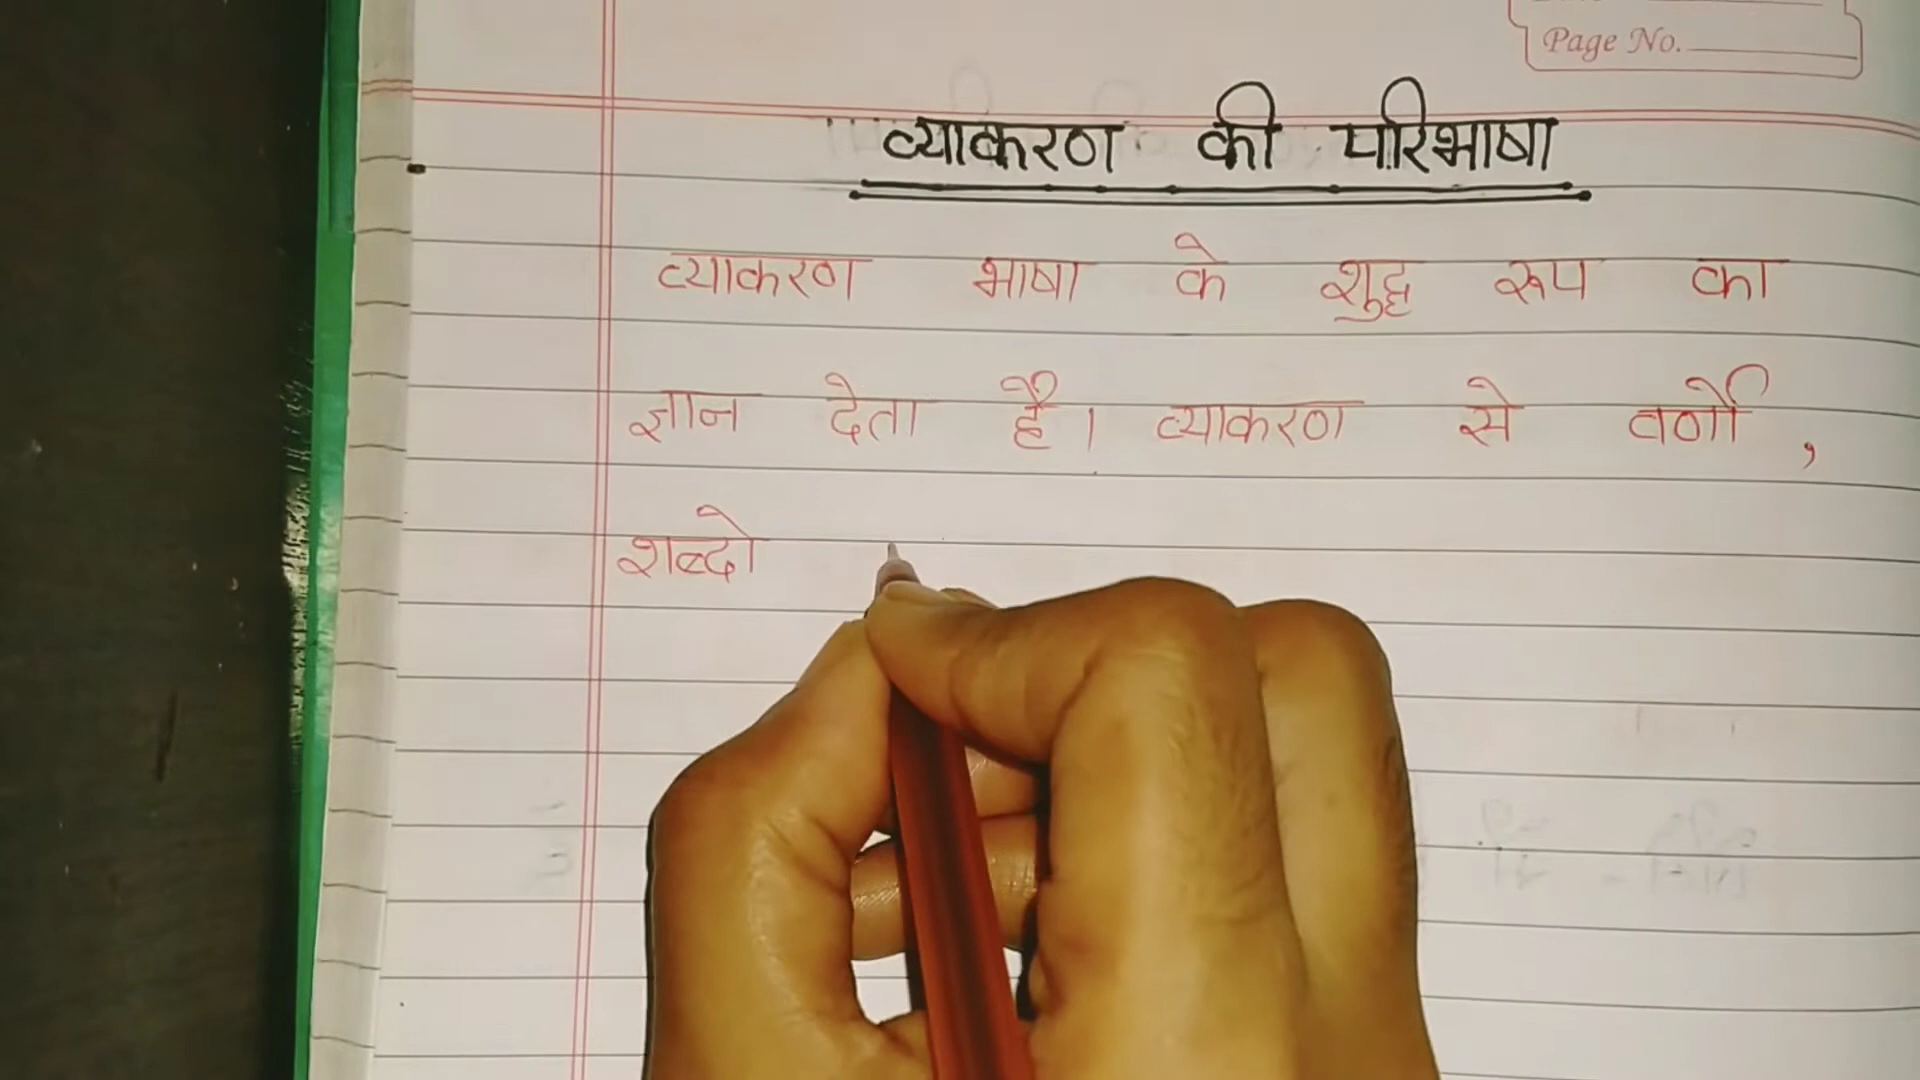 Page No.
व्याकरण की परिभाषा
व्याकरण भाषा के शुद्ध रूप का
ज्ञान देता है। व्याकरण से वर्णो,
शब्दो